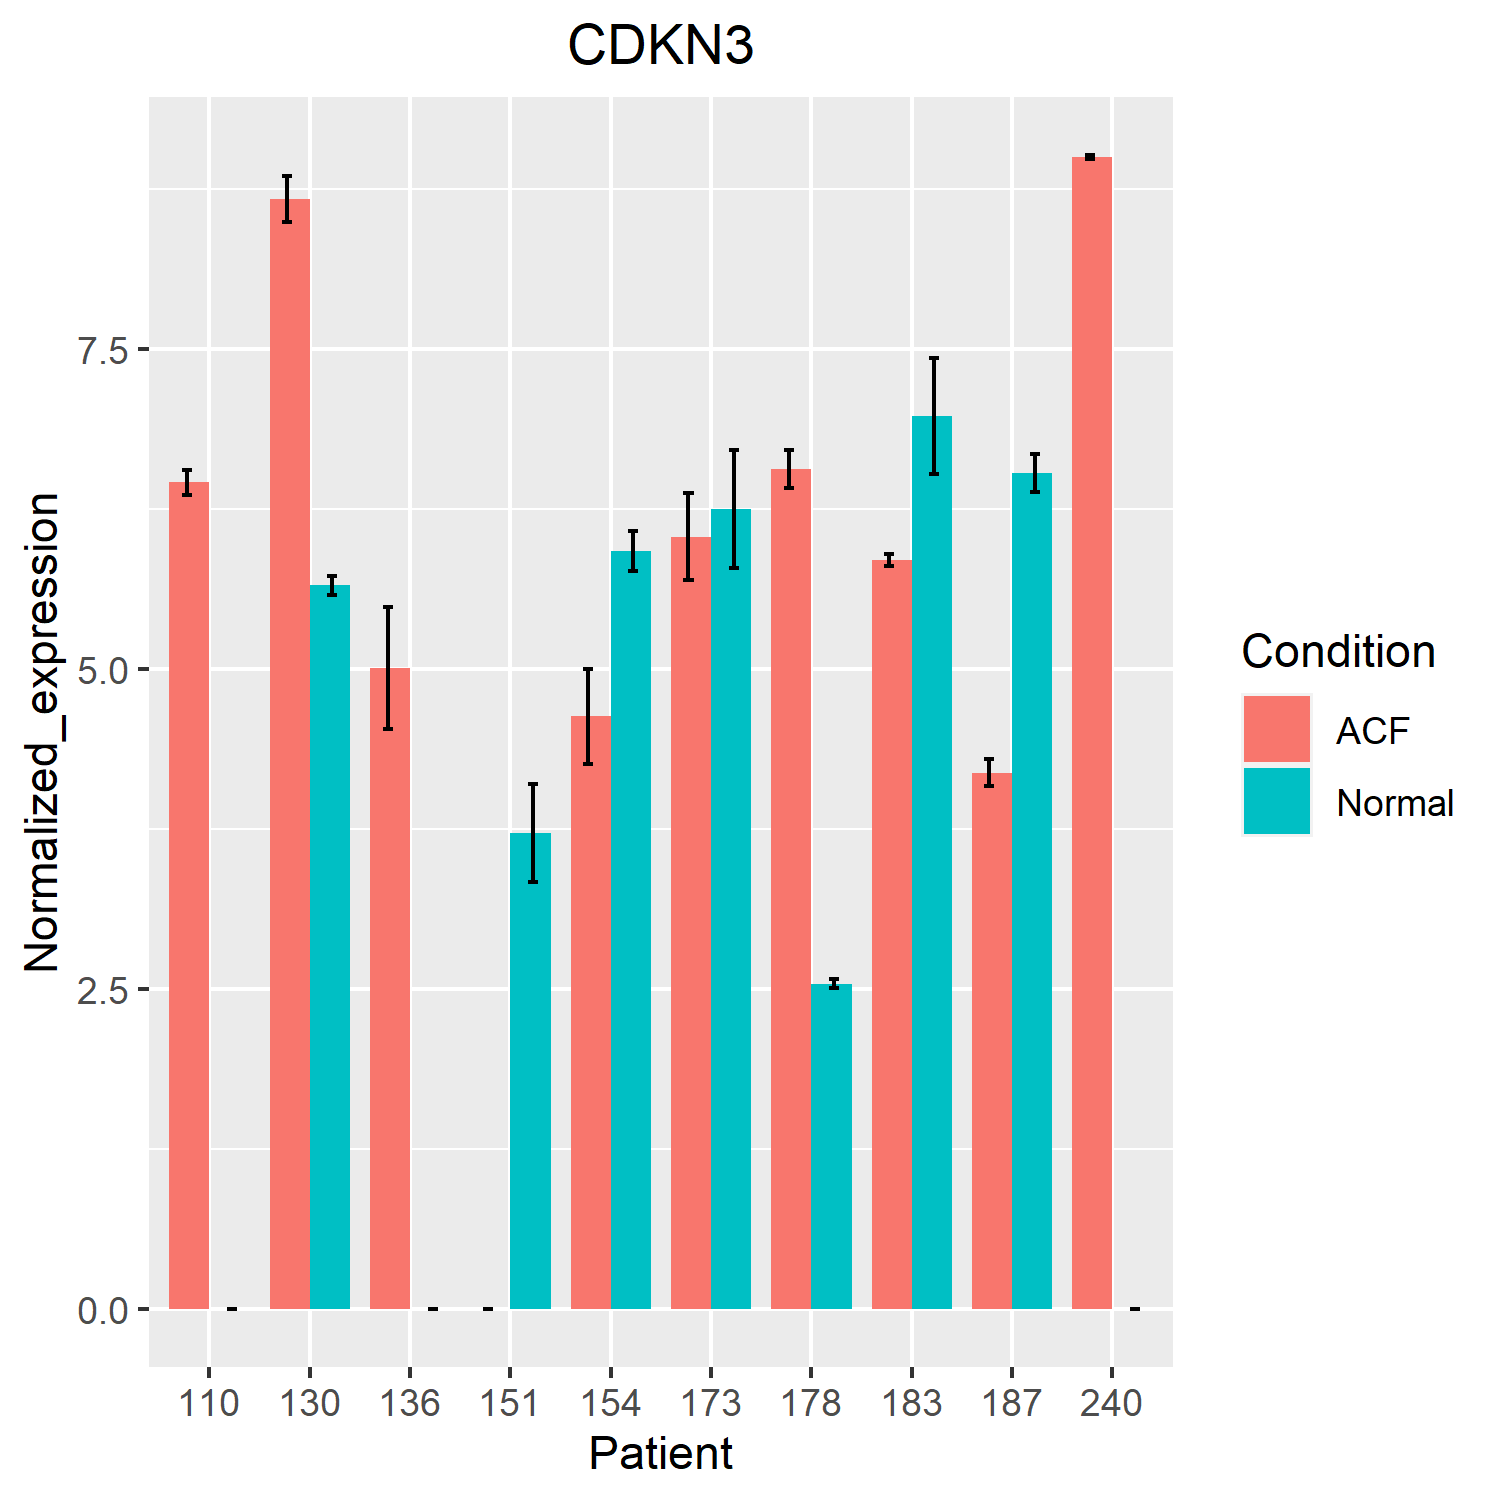 CDKN3
Normalized_expression
7.5
5.0
2.5
0.0
110 130 136 151 154 173 178 183 187 240
Patient
Condition
ACF
Normal